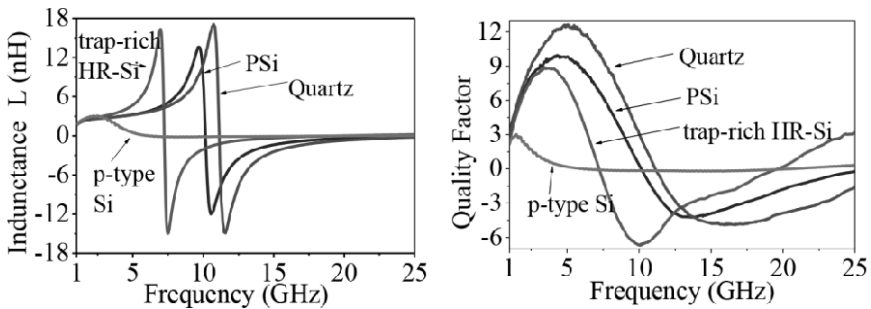 Indunctance L (nH)
18
12
6
0
-6
-12
-18
trap-rich
HR-Si
PSi
Quartz
p-type
Si
1
5
10
15
20
25
Frequency (GHz)
Quality Factor
12
9
6
3
0
-3
-6
Quartz
PSi
trap-rich HR-Si
p-type Si
1
5
10
15
20
25
Frequency (GHz)